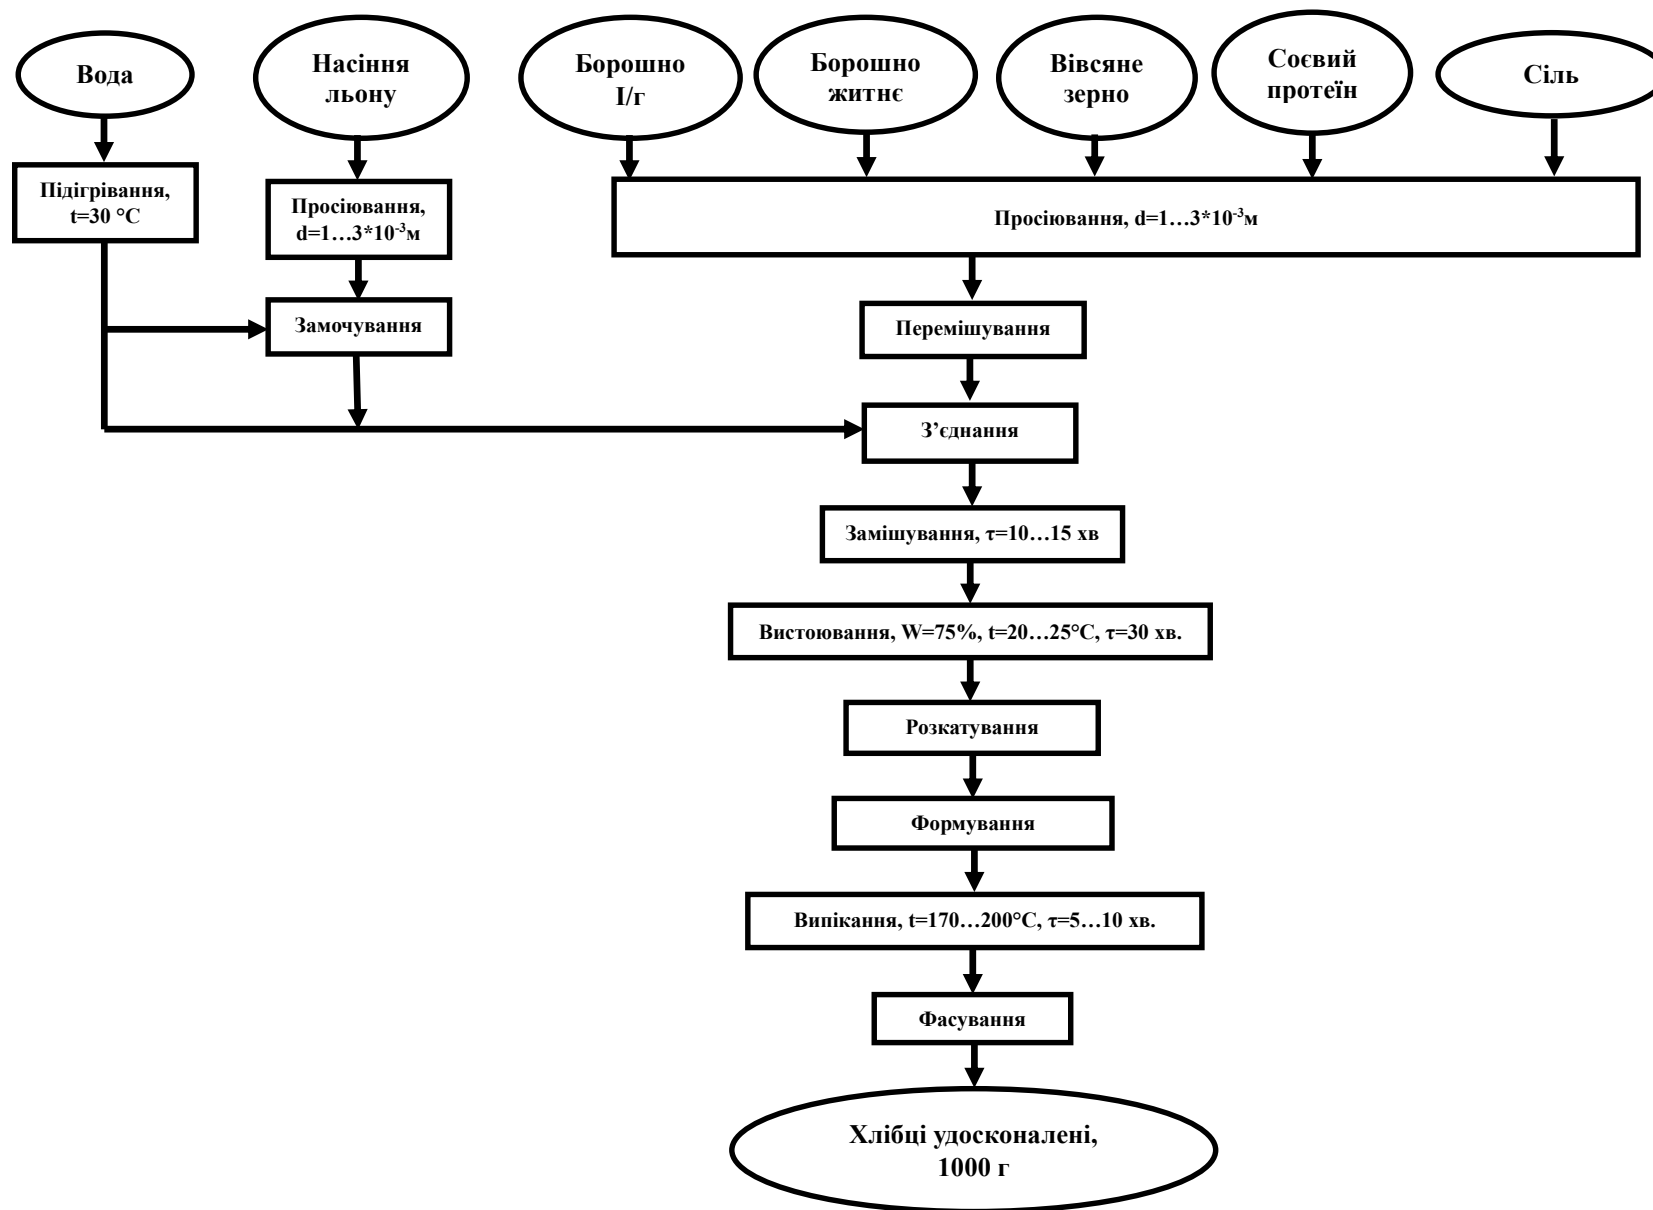 Вода
Насіння
льону
Борошно
І/г
Борошно
житнє
Вівсяне
зерно
Соєвий
протеїн
Сіль
Підігрівання,
t=30 °C
Просіювання,
d=1…3*10⁻³м
Просіювання, d=1…3*10⁻³м
Замочування
Перемішування
З’єднання
Замішування, τ=10…15 хв
Вистоювання, W=75%, t=20…25°C, τ=30 хв.
Розкатування
Формування
Випікання, t=170…200°C, τ=5…10 хв.
Фасування
Хлібці удосконалені,
1000 г